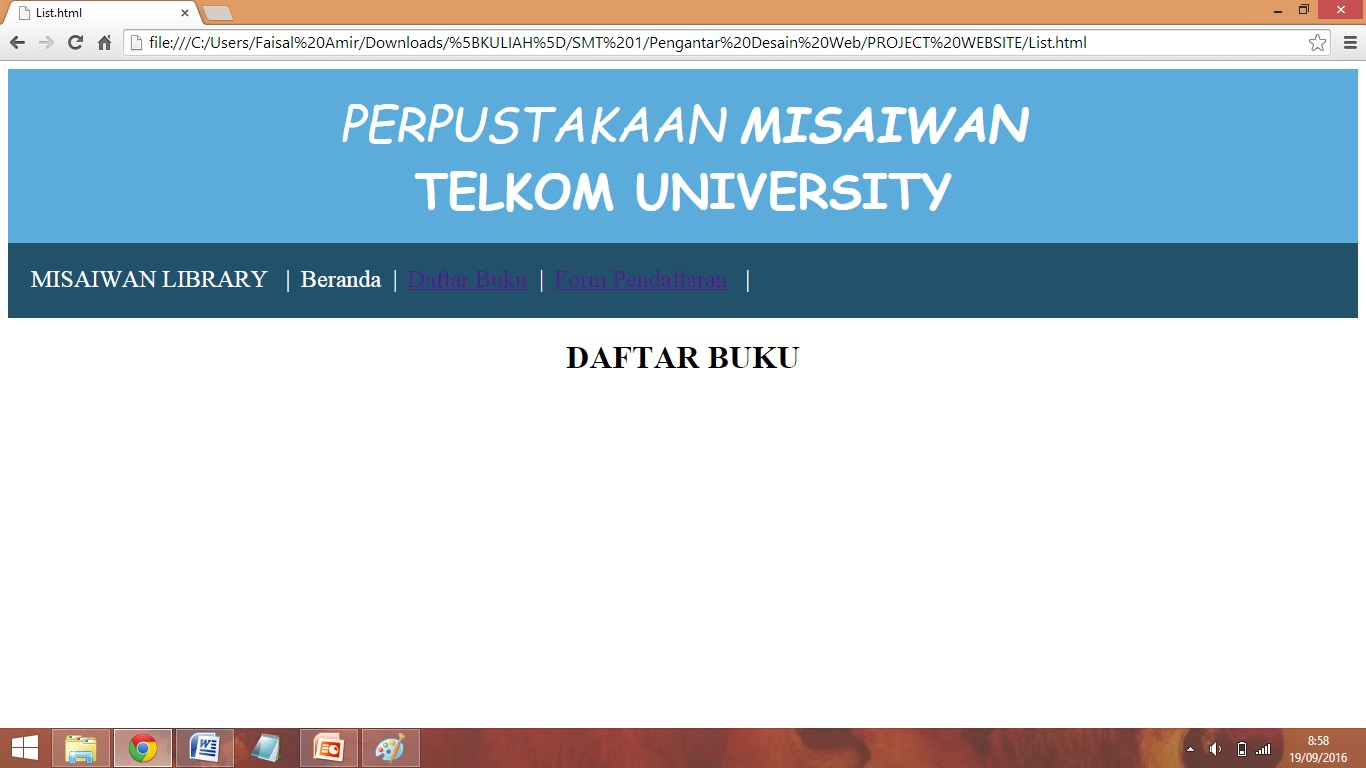 List.html
file:///C:/Users/Faisal%20Amir/Downloads/%5BKULIAH%5D/SMT%201/Pengantar%20Desain%20Web/PROJECT%20WEBSITE/List.html
PERPUSTAKAAN MISAIWAN
TELKOM UNIVERSITY
MISAIWAN LIBRARY | Beranda | Daftar Buku | Form Pendaftaran |
DAFTAR BUKU
8:58
19/09/2016